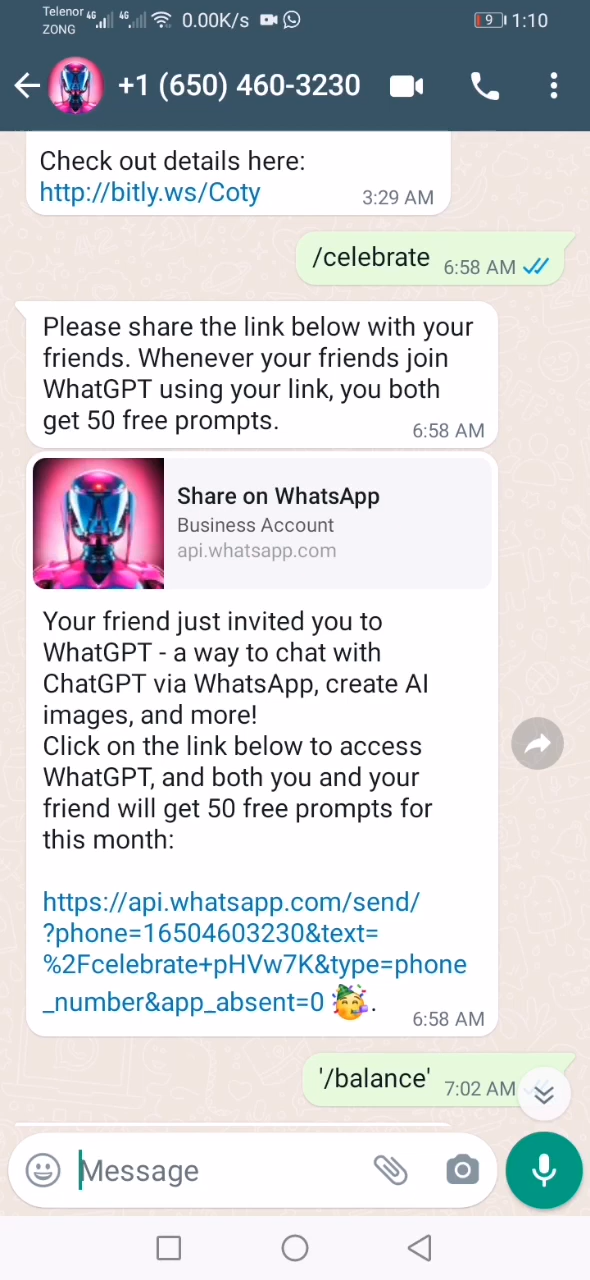 Telenor 4G 4G 0.00K/s 9 1:10
ZONG
+1 (650) 460-3230
Check out details here:
http://bitly.ws/Coty 3:29 AM
/celebrate 6:58 AM
Please share the link below with your
friends. Whenever your friends join
WhatGPT using your link, you both
get 50 free prompts.
6:58 AM
Share on WhatsApp
Business Account
api.whatsapp.com
Your friend just invited you to
WhatGPT - a way to chat with
ChatGPT via WhatsApp, create AI
images, and more!
Click on the link below to access
WhatGPT, and both you and your
friend will get 50 free prompts for
this month:
https://api.whatsapp.com/send/
?phone=16504603230&text=
%2Fcelebrate+pHVw7K&type=phone
_number&app_absent=0 🥳.
6:58 AM
'/balance' 7:02 AM
Message